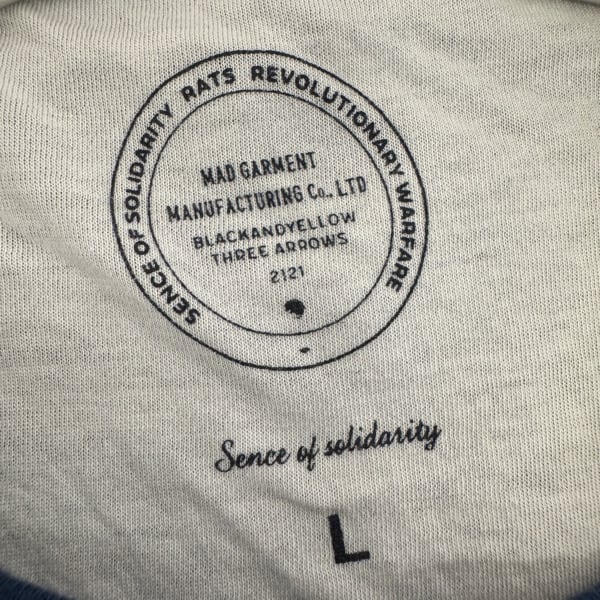 SENCE OF SOLIDARITY RATS REVOLUTIONARY WARFARE
MAD GARMENT
MANUFACTURING Co., LTD
BLACKANDYELLOW
THREE ARROWS
2121
Sence of solidarity
L